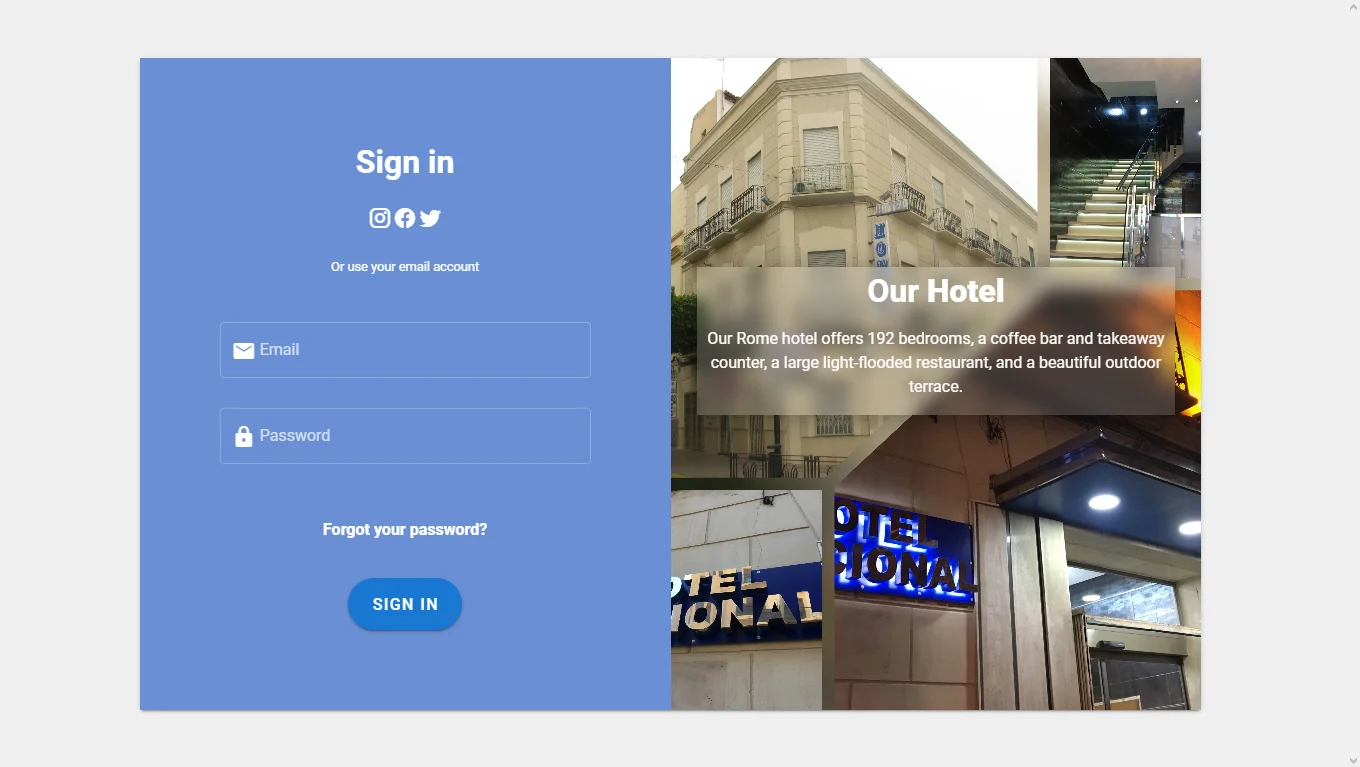 Sign in
Or use your email account
Email
Password
Forgot your password?
SIGN IN
HO
Our Hotel
Our Rome hotel offers 192 bedrooms, a coffee bar and takeaway
counter, a large light-flooded restaurant, and a beautiful outdoor
terrace.
OTEL
CIONAL
OTEL
IONAL